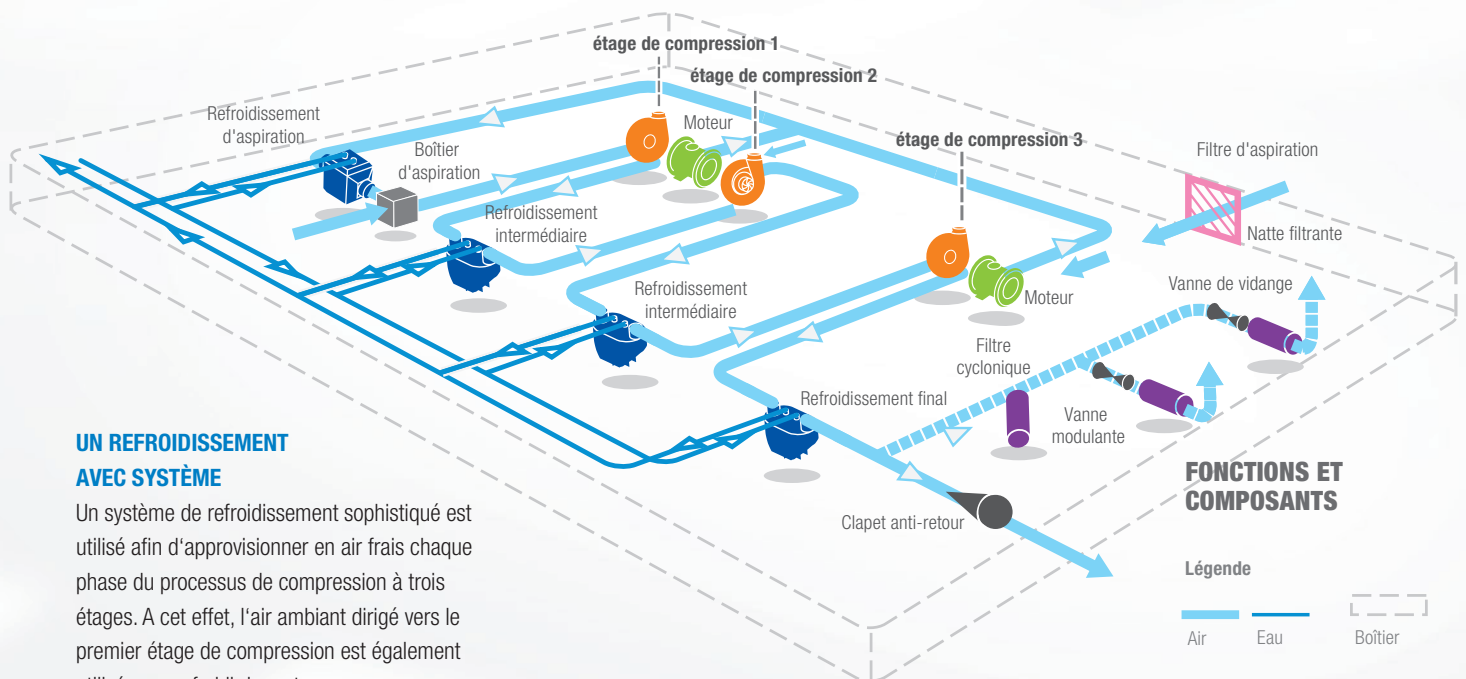 étage de compression 1
étage de compression 2
Refroidissement
d'aspiration
Moteur
Boîtier
d'aspiration
étage de compression 3
Filtre d'aspiration
Refroidissement
intermédiaire
Natte filtrante
Refroidissement
intermédiaire
Moteur
Vanne de vidange
Filtre
cyclonique
Refroidissement final
Vanne
modulante
Clapet anti-retour
UN REFROIDISSEMENT
AVEC SYSTÈME
Un système de refroidissement sophistiqué est
utilisé afin d'approvisionner en air frais chaque
phase du processus de compression à trois
étages. A cet effet, l'air ambiant dirigé vers le
premier étage de compression est également
FONCTIONS ET
COMPOSANTS
Légende
Air
Eau
Boîtier